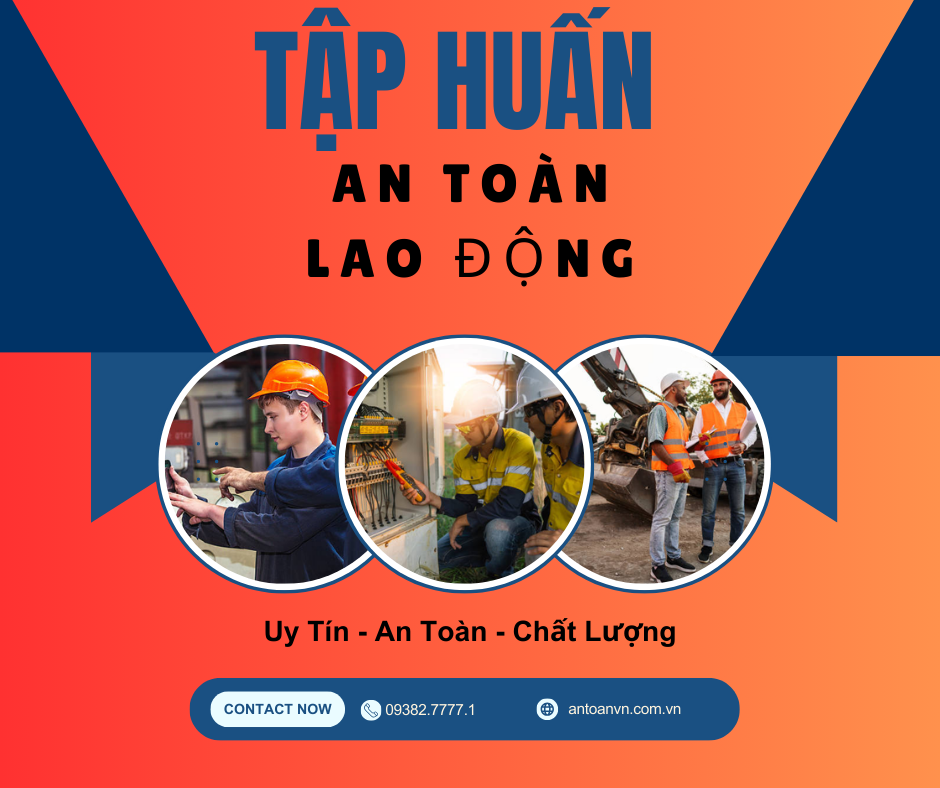 TẬP HUẤN
AN TOÀN
LAO ĐỘNG
Uy Tín - An Toàn - Chất Lượng
CONTACT NOW 09382.7777.1 antoanvn.com.vn